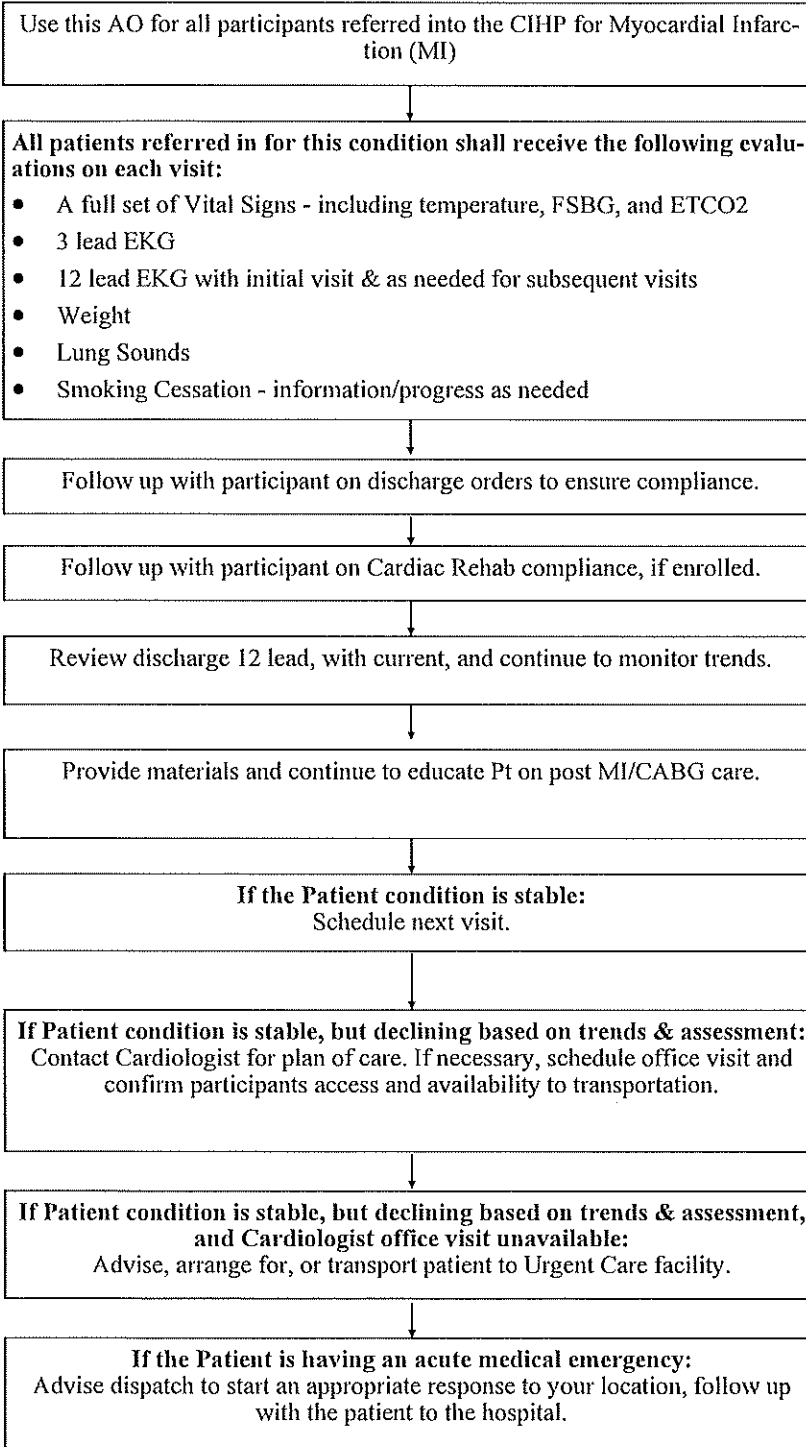 Use this AO for all participants referred into the CIHP for Myocardial Infarc-
tion (MI)
All patients referred in for this condition shall receive the following evalu-
ations on each visit:
• A full set of Vital Signs - including temperature, FSBG, and ETCO2
• 3 lead EKG
• 12 lead EKG with initial visit & as needed for subsequent visits
• Weight
• Lung Sounds
• Smoking Cessation - information/progress as needed
Follow up with participant on discharge orders to ensure compliance.
Follow up with participant on Cardiac Rehab compliance, if enrolled.
Review discharge 12 lead, with current, and continue to monitor trends.
Provide materials and continue to educate Pt on post MI/CABG care.
If the Patient condition is stable:
Schedule next visit.
If Patient condition is stable, but declining based on trends & assessment:
Contact Cardiologist for plan of care. If necessary, schedule office visit and
confirm participants access and availability to transportation.
If Patient condition is stable, but declining based on trends & assessment,
and Cardiologist office visit unavailable:
Advise, arrange for, or transport patient to Urgent Care facility.
If the Patient is having an acute medical emergency:
Advise dispatch to start an appropriate response to your location, follow up
with the patient to the hospital.